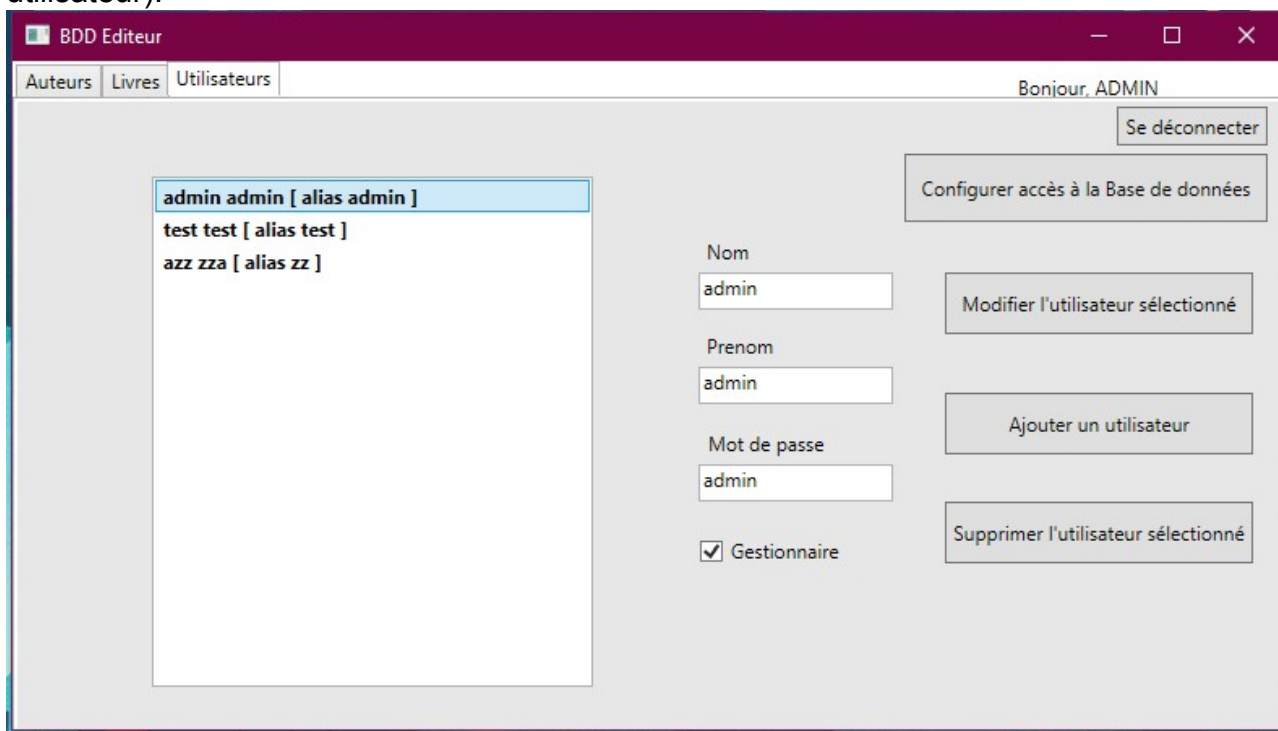 utilisateur).
BDD Editeur
Auteurs Livres Utilisateurs
Bonjour, ADMIN
Se déconnecter
Configurer accès à la Base de données
admin admin [ alias admin ]
test test [ alias test ]
azz zza [ alias zz ]
Nom
admin
Modifier l'utilisateur sélectionné
Prenom
admin
Ajouter un utilisateur
Mot de passe
admin
Supprimer l'utilisateur sélectionné
Gestionnaire